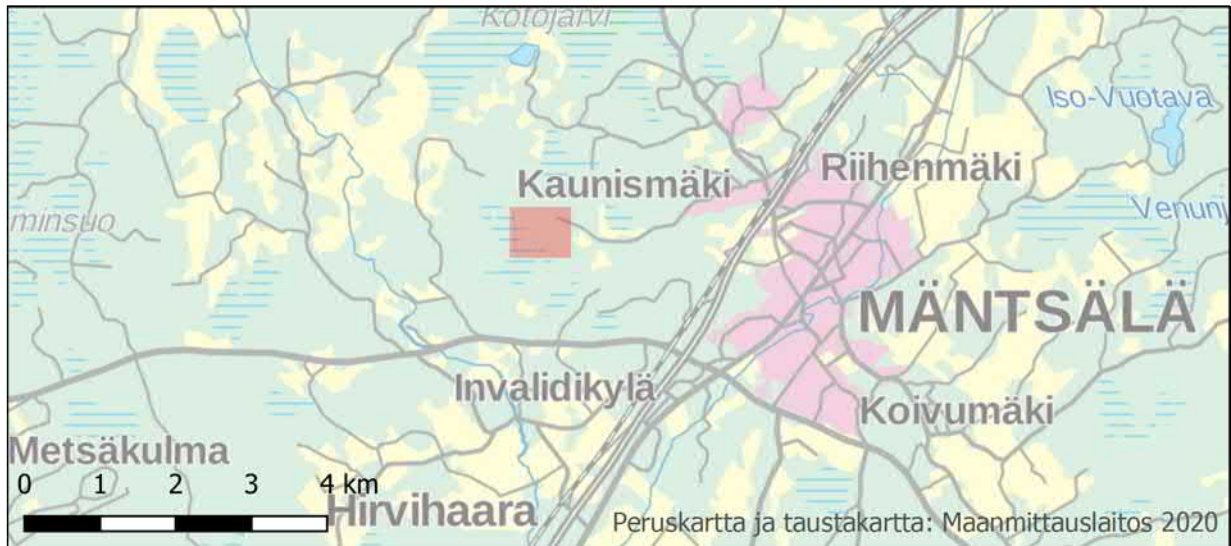 Kotojärvi
Iso-Vuotava
Riihenmäki
Kaunismäki
minsuo
Venunj
MÄNTSÄLÄ
Invalidikylä
Koivumäki
Metsäkulma
0 1 2 3 4 km
Hirvihaara
Peruskartta ja taustakartta: Maanmittauslaitos 2020